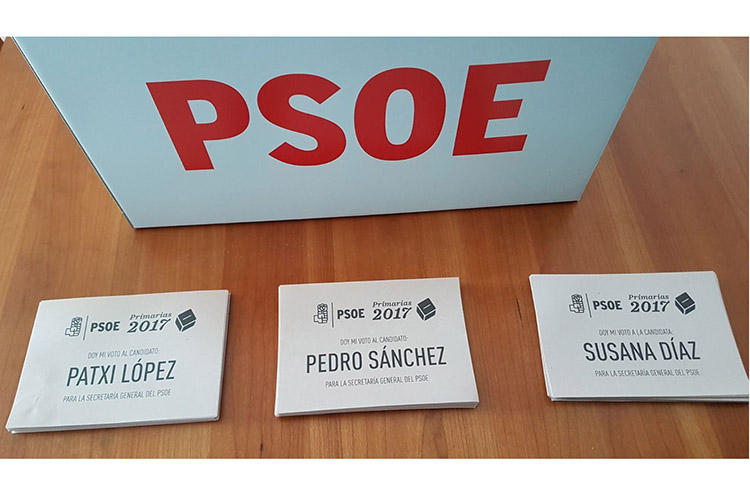 PSOE
PSOE Primarias 2017
DOY MI VOTO AL CANDIDATO:
PATXI LÓPEZ
PARA LA SECRETARÍA GENERAL DEL PSOE
PSOE Primarias 2017
DOY MI VOTO AL CANDIDATO:
PEDRO SÁNCHEZ
PARA LA SECRETARÍA GENERAL DEL PSOE
PSOE Primarias 2017
DOY MI VOTO A LA CANDIDATA:
SUSANA DÍAZ
PARA LA SECRETARÍA GENERAL DEL PSOE